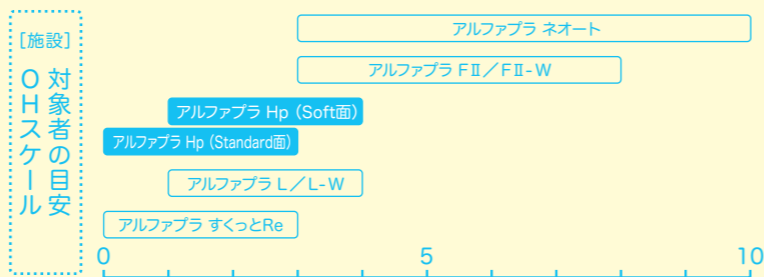 [施設]
対象者の目安
OHスケール
アルファプラ ネオート
アルファプラ FⅡ／FⅡ-W
アルファプラ Hp（Soft面）
アルファプラ Hp（Standard面）
アルファプラ L／L-W
アルファプラ すくっとRe
0 5 10